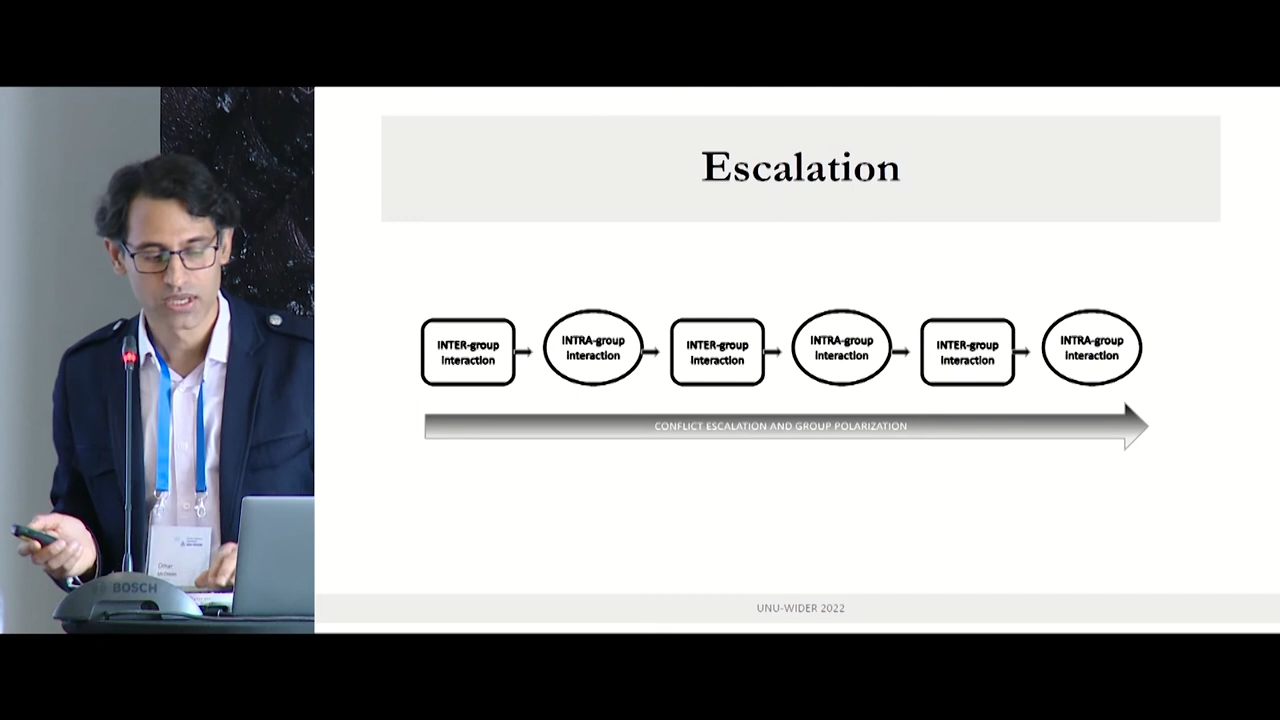 Escalation
INTER-group
Interaction
INTRA-group
Interaction
INTER-group
Interaction
INTRA-group
Interaction
INTER-group
Interaction
INTRA-group
Interaction
CONFLICT ESCALATION AND GROUP POLARIZATION
UNU-WIDER 2022
BOSCH
Omar